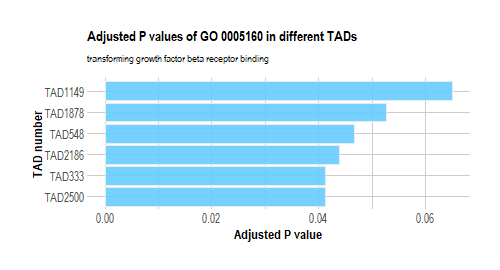 Adjusted P values of GO 0005160 in different TADs
transforming growth factor beta receptor binding
TAD number
TAD1149
TAD1878
TAD548
TAD2186
TAD333
TAD2500
0.00 0.02 0.04 0.06
Adjusted P value